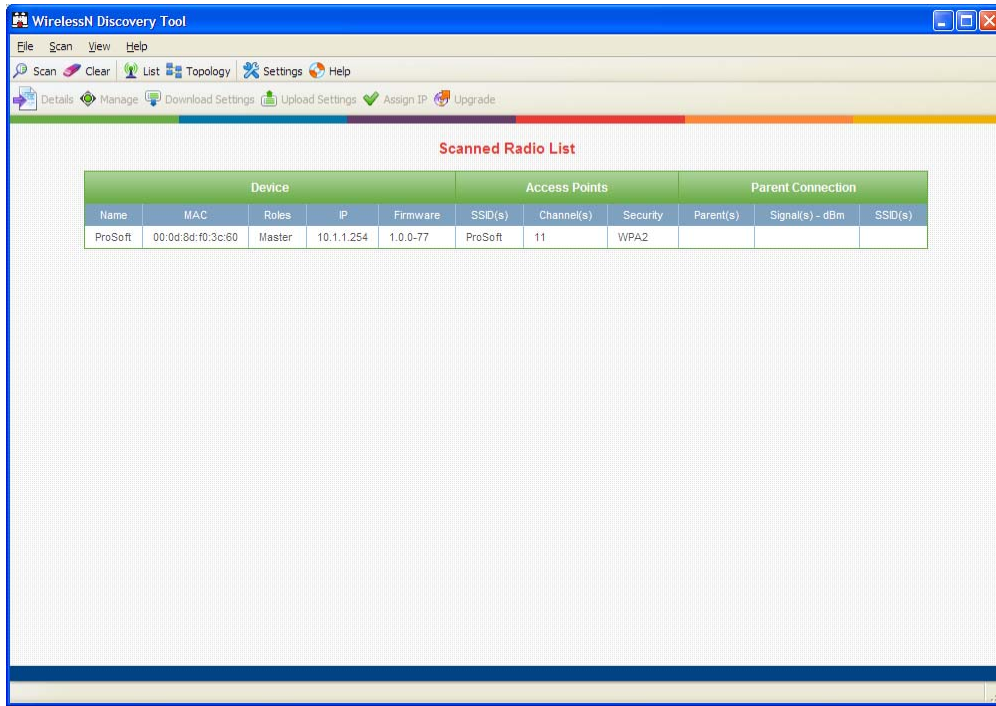 WirelessN Discovery Tool
File Scan View Help
Scan Clear List Topology Settings Help
Details Manage Download Settings Upload Settings Assign IP Upgrade
Scanned Radio List
Device Access Points Parent Connection
Name MAC Roles IP Firmware SSID(s) Channel(s) Security Parent(s) Signal(s) - dBm SSID(s)
ProSoft 00:0d:8d:f0:3c:60 Master 10.1.1.254 1.0.0-77 ProSoft 11 WPA2